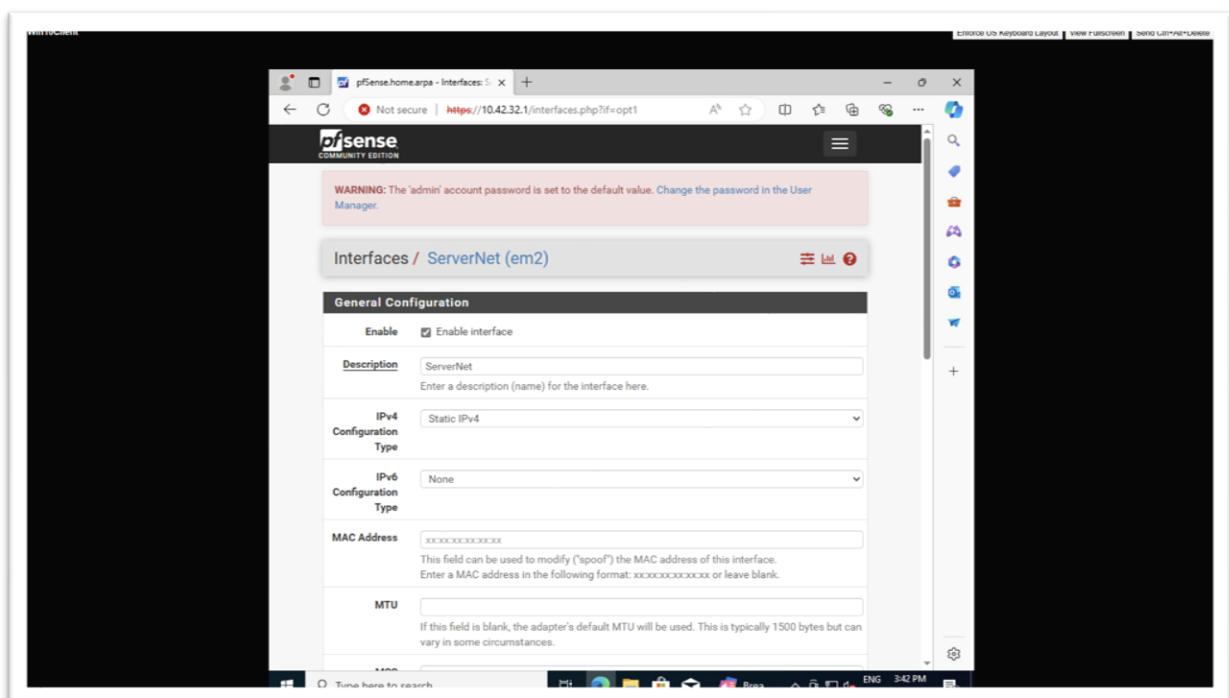 Win10Client
Enforce US Keyboard Layout View Fullscreen Send Ctrl+Alt+Delete
pfSense.home.arpa - Interfaces: S
Not secure https://10.42.32.1/interfaces.php?if=opt1
pfsense
COMMUNITY EDITION
WARNING: The 'admin' account password is set to the default value. Change the password in the User
Manager.
Interfaces / ServerNet (em2)
General Configuration
Enable Enable interface
Description ServerNet
Enter a description (name) for the interface here.
IPv4
Configuration
Type
Static IPv4
IPv6
Configuration
Type
None
MAC Address xx:xx:xx:xx:xx:xx
This field can be used to modify ("spoof") the MAC address of this interface.
Enter a MAC address in the following format: xx:xx:xx:xx:xx:xx or leave blank.
MTU
If this field is blank, the adapter's default MTU will be used. This is typically 1500 bytes but can
vary in some circumstances.
MSS
Type here to search Brea ENG 3:42 PM